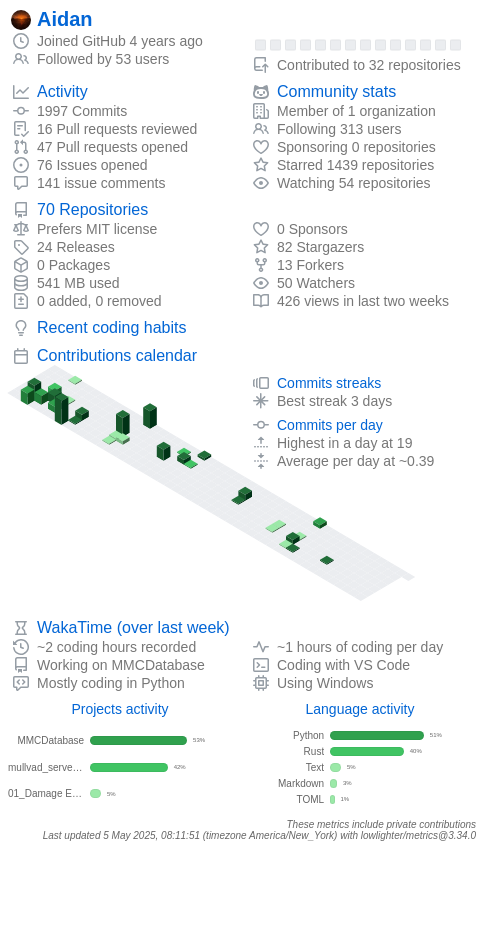 Aidan
Joined GitHub 4 years ago
Followed by 53 users
Contributed to 32 repositories
Activity
1997 Commits
16 Pull requests reviewed
47 Pull requests opened
76 Issues opened
141 issue comments
Community stats
Member of 1 organization
Following 313 users
Sponsoring 0 repositories
Starred 1439 repositories
Watching 54 repositories
70 Repositories
Prefers MIT license
24 Releases
0 Packages
541 MB used
0 added, 0 removed
0 Sponsors
82 Stargazers
13 Forkers
50 Watchers
426 views in last two weeks
Recent coding habits
Contributions calendar
Commits streaks
Best streak 3 days
Commits per day
Highest in a day at 19
Average per day at ~0.39
WakaTime (over last week)
~2 coding hours recorded
Working on MMCDatabase
Mostly coding in Python
~1 hours of coding per day
Coding with VS Code
Using Windows
Projects activity
MMCDatabase 53%
mullvad_serve… 42%
01_Damage E… 5%
Language activity
Python 51%
Rust 40%
Text 5%
Markdown 3%
TOML 1%
These metrics include private contributions
Last updated 5 May 2025, 08:11:51 (timezone America/New_York) with lowlighter/metrics@3.34.0